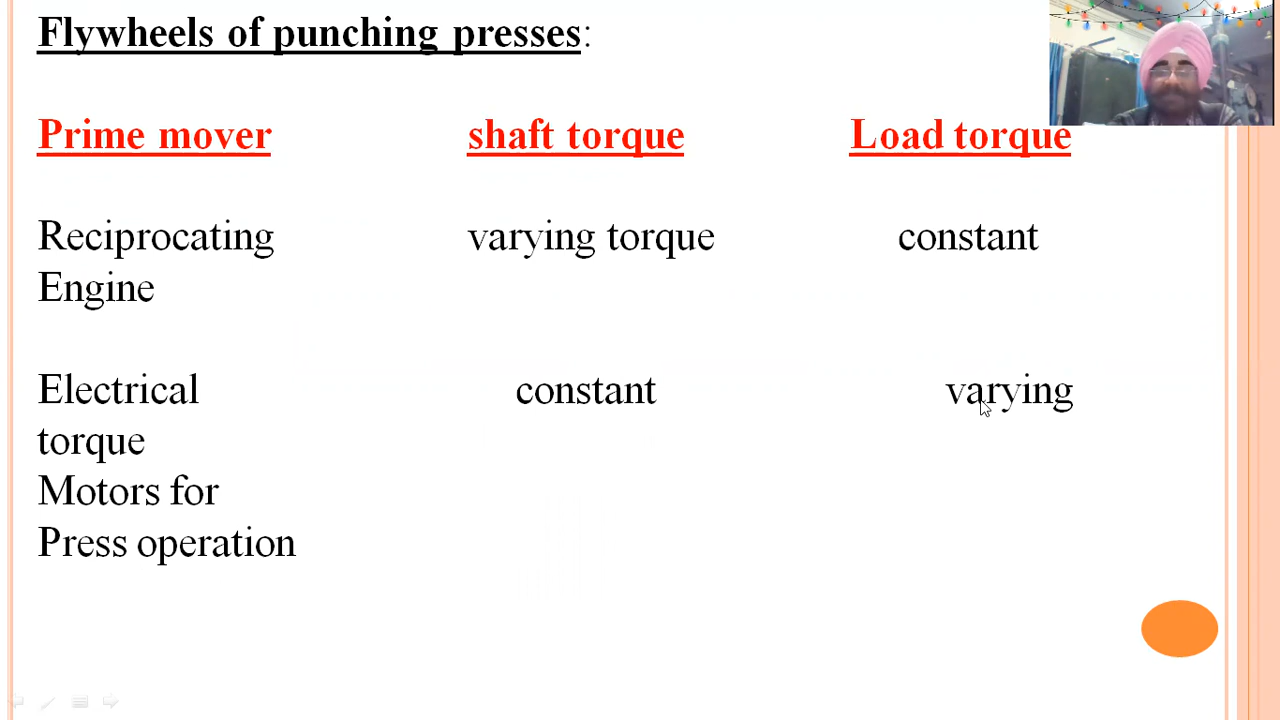 Flywheels of punching presses:
Prime mover shaft torque Load torque
Reciprocating varying torque constant
Engine
Electrical constant varying
torque
Motors for
Press operation